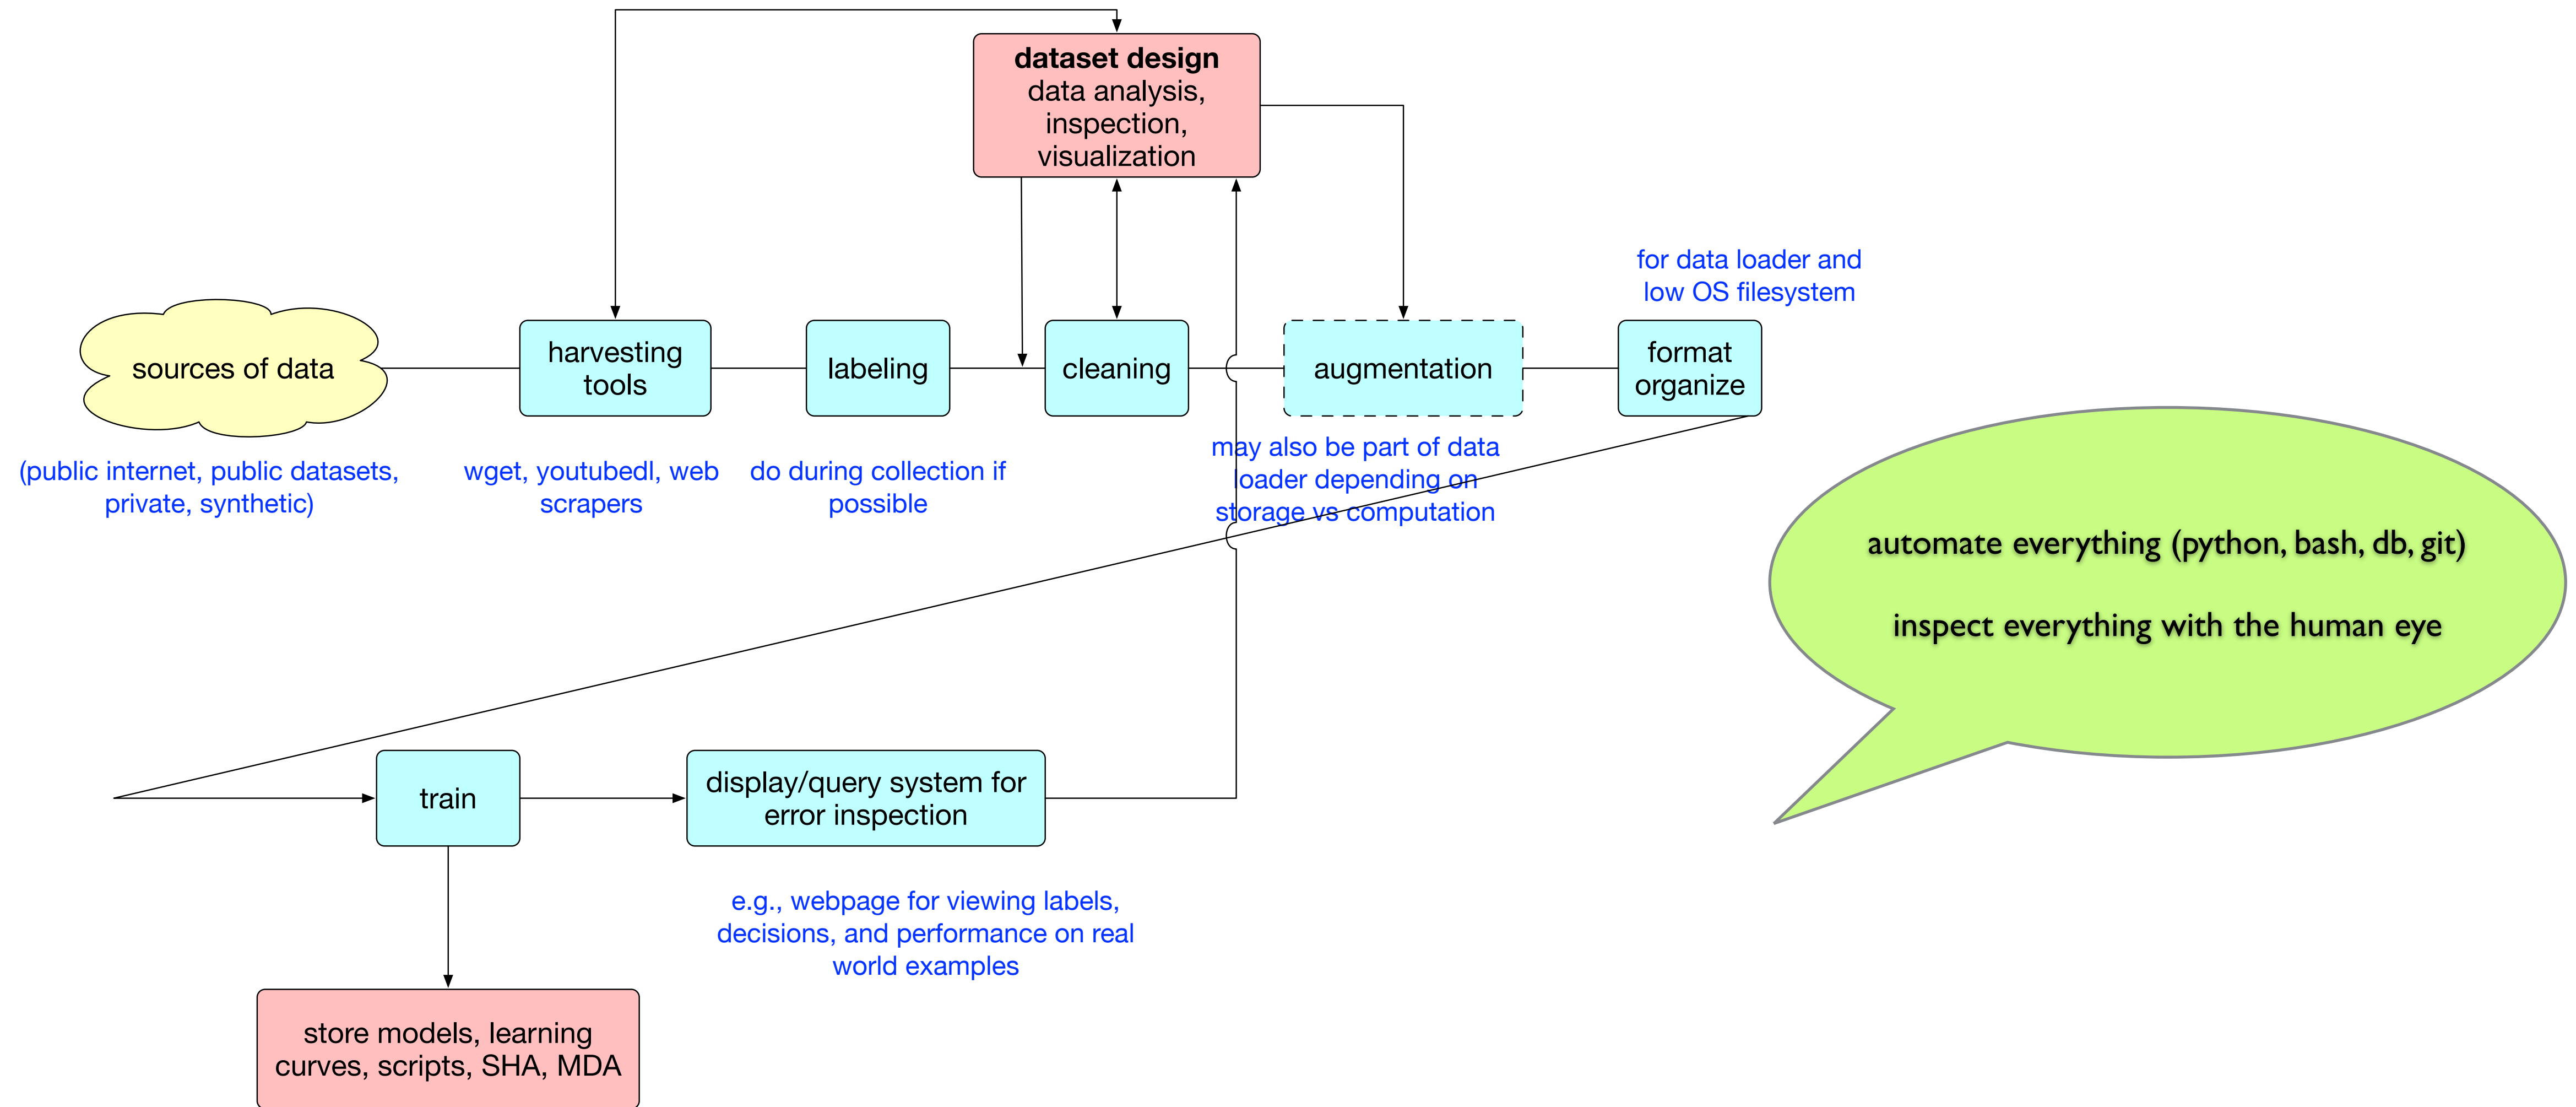 dataset design
data analysis,
inspection,
visualization
for data loader and
low OS filesystem
sources of data
harvesting
tools
labeling
cleaning
augmentation
format
organize
(public internet, public datasets,
private, synthetic)
wget, youtubedl, web
scrapers
do during collection if
possible
may also be part of data
loader depending on
storage vs computation
automate everything (python, bash, db, git)
inspect everything with the human eye
train
display/query system for
error inspection
e.g., webpage for viewing labels,
decisions, and performance on real
world examples
store models, learning
curves, scripts, SHA, MDA